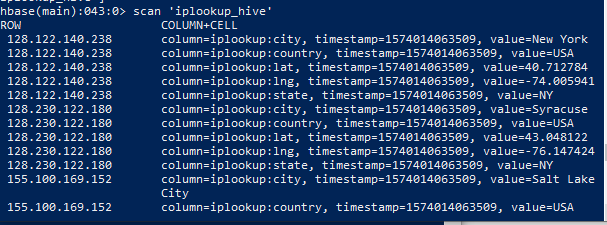 hbase(main):043:0> scan 'iplookup_hive'
ROW COLUMN+CELL
128.122.140.238 column=iplookup:city, timestamp=1574014063509, value=New York
128.122.140.238 column=iplookup:country, timestamp=1574014063509, value=USA
128.122.140.238 column=iplookup:lat, timestamp=1574014063509, value=40.712784
128.122.140.238 column=iplookup:lng, timestamp=1574014063509, value=-74.005941
128.122.140.238 column=iplookup:state, timestamp=1574014063509, value=NY
128.230.122.180 column=iplookup:city, timestamp=1574014063509, value=Syracuse
128.230.122.180 column=iplookup:country, timestamp=1574014063509, value=USA
128.230.122.180 column=iplookup:lat, timestamp=1574014063509, value=43.048122
128.230.122.180 column=iplookup:lng, timestamp=1574014063509, value=-76.147424
128.230.122.180 column=iplookup:state, timestamp=1574014063509, value=NY
155.100.169.152 column=iplookup:city, timestamp=1574014063509, value=Salt Lake
City
155.100.169.152 column=iplookup:country, timestamp=1574014063509, value=USA